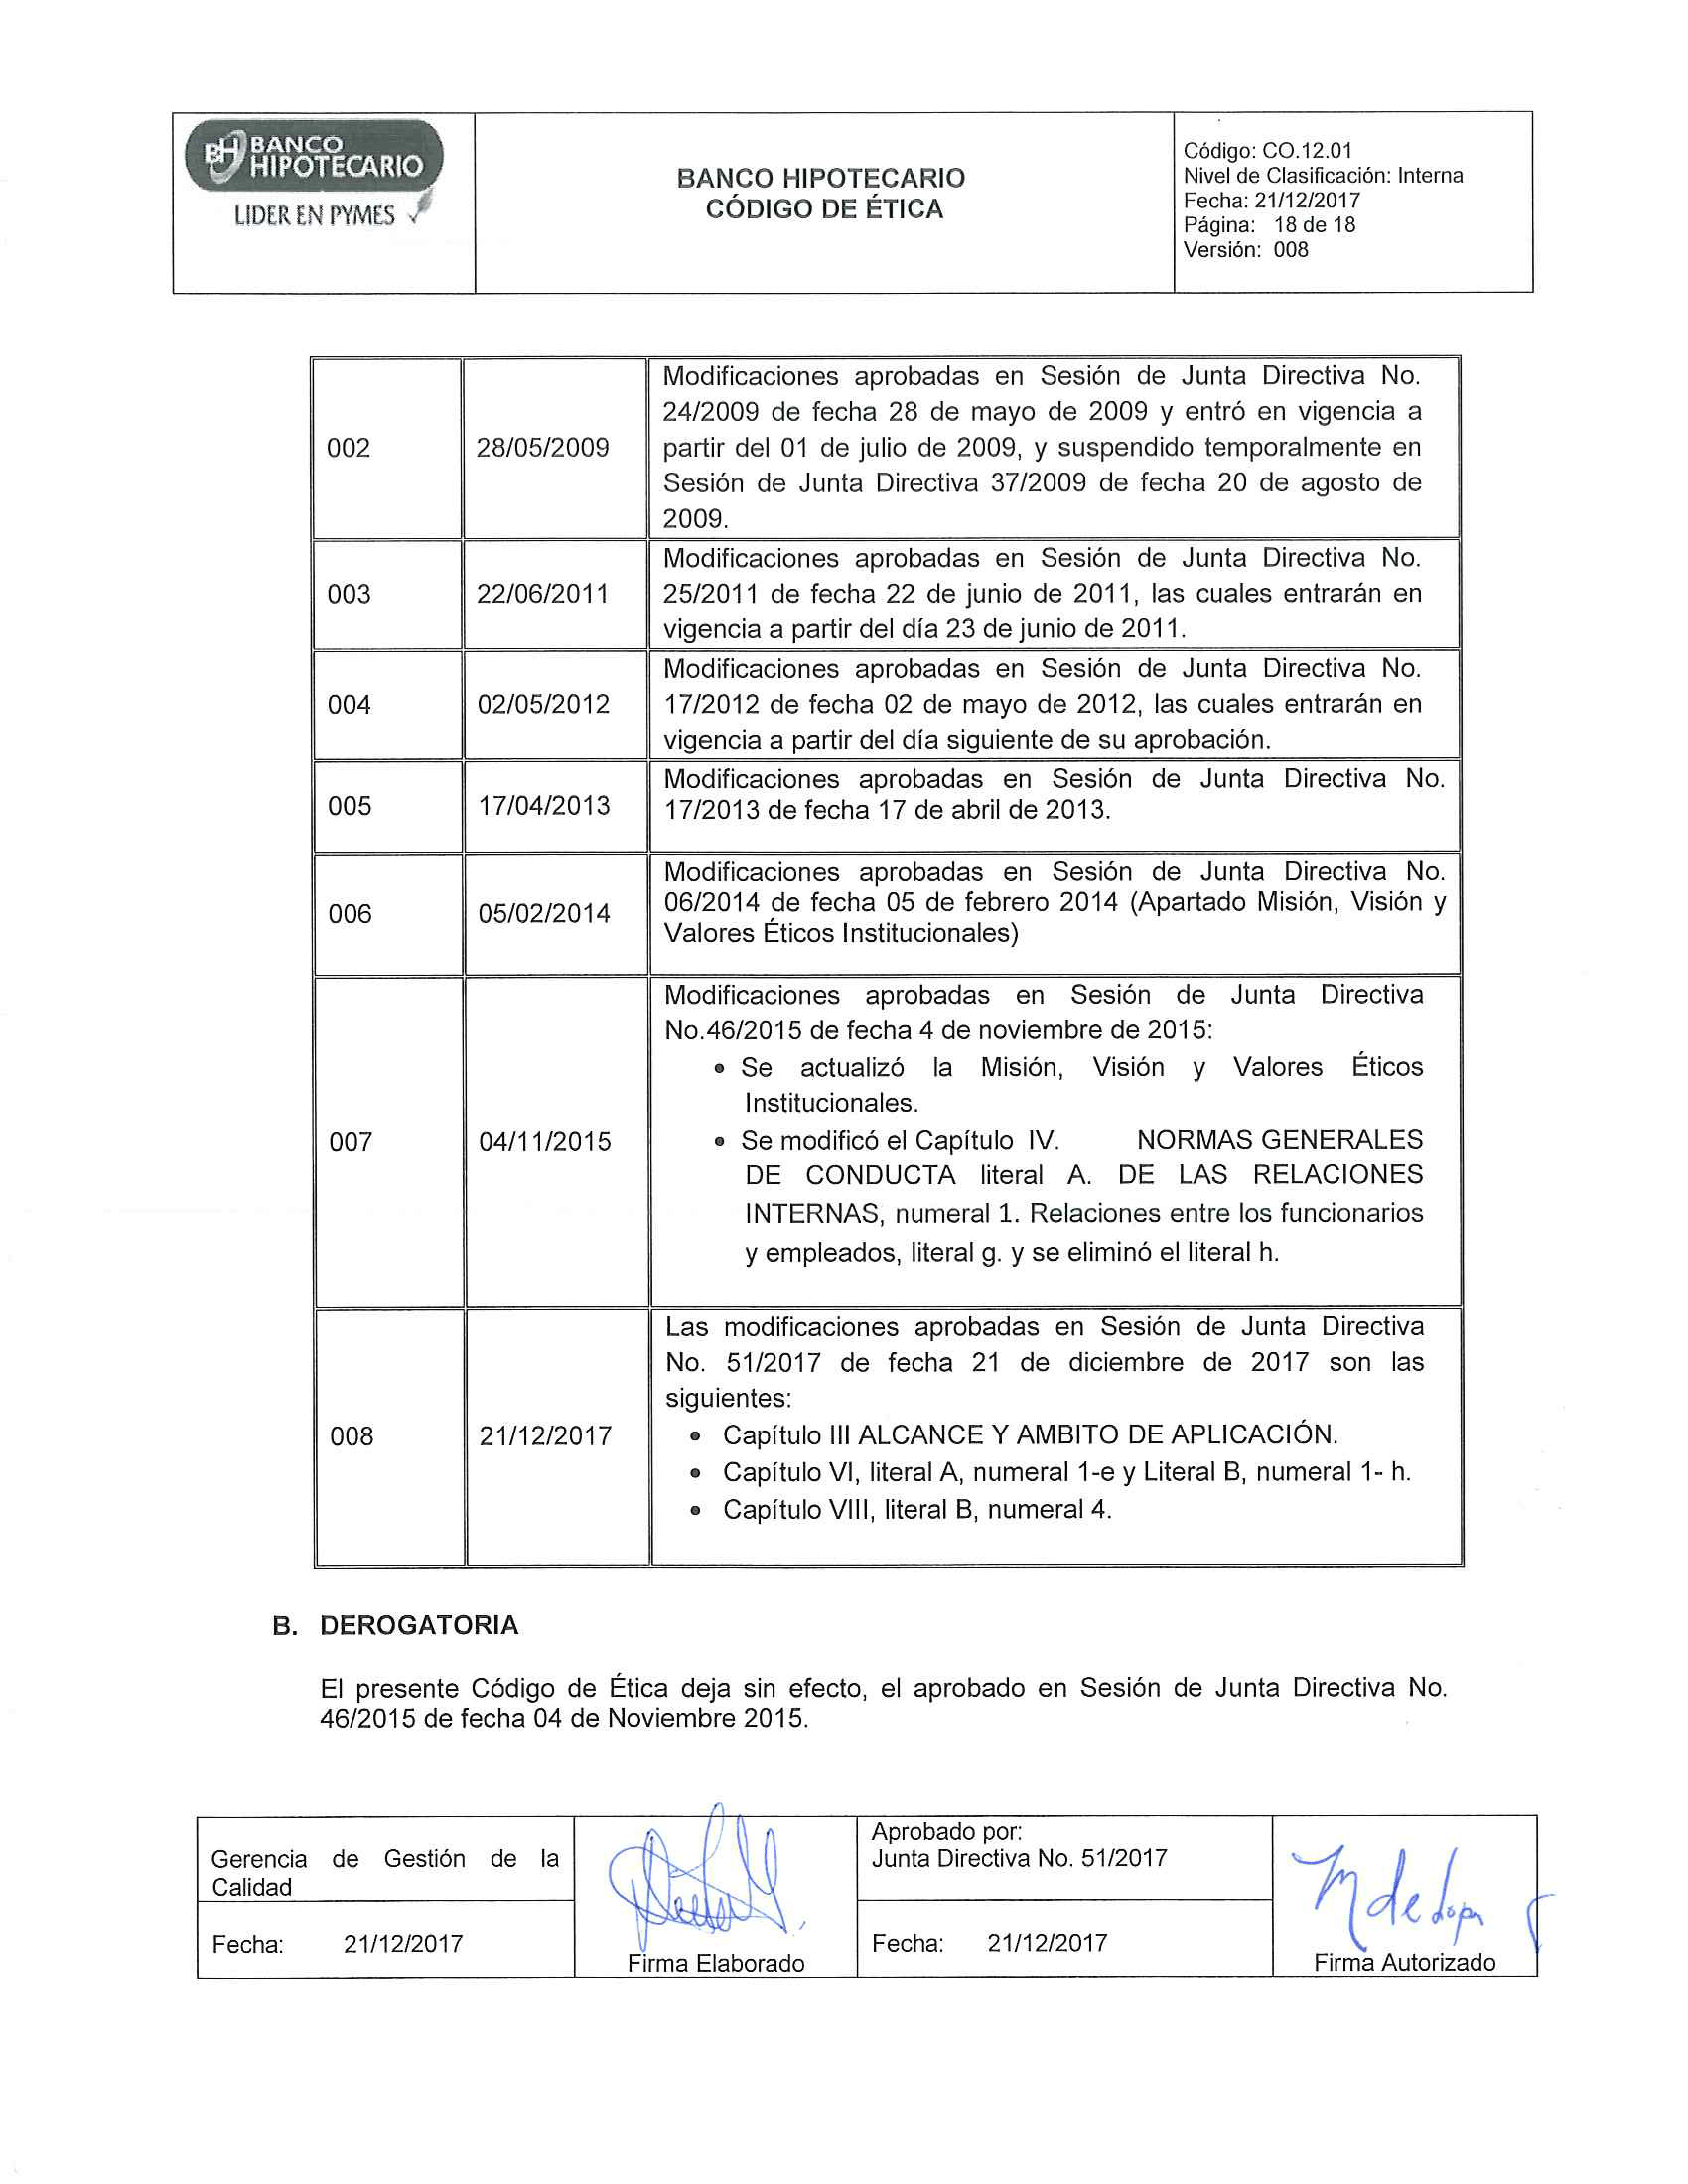 BANCO
HIPOTECARIO
LIDER EN PYMES
BANCO HIPOTECARIO
CÓDIGO DE ÉTICA
Código: CO.12.01
Nivel de Clasificación: Interna
Fecha: 21/12/2017
Página: 18 de 18
Versión: 008
002
28/05/2009
Modificaciones aprobadas en Sesión de Junta Directiva No.
24/2009 de fecha 28 de mayo de 2009 y entró en vigencia a
partir del 01 de julio de 2009, y suspendido temporalmente en
Sesión de Junta Directiva 37/2009 de fecha 20 de agosto de
2009.
003
22/06/2011
Modificaciones aprobadas en Sesión de Junta Directiva No.
25/2011 de fecha 22 de junio de 2011, las cuales entrarán en
vigencia a partir del día 23 de junio de 2011.
004
02/05/2012
Modificaciones aprobadas en Sesión de Junta Directiva No.
17/2012 de fecha 02 de mayo de 2012, las cuales entrarán en
vigencia a partir del día siguiente de su aprobación.
005
17/04/2013
Modificaciones aprobadas en Sesión de Junta Directiva No.
17/2013 de fecha 17 de abril de 2013.
006
05/02/2014
Modificaciones aprobadas en Sesión de Junta Directiva No.
06/2014 de fecha 05 de febrero 2014 (Apartado Misión, Visión y
Valores Éticos Institucionales)
007
04/11/2015
Modificaciones aprobadas en Sesión de Junta Directiva
No.46/2015 de fecha 4 de noviembre de 2015:
• Se actualizó la Misión, Visión y Valores Éticos
Institucionales.
• Se modificó el Capítulo IV. NORMAS GENERALES
DE CONDUCTA literal A. DE LAS RELACIONES
INTERNAS, numeral 1. Relaciones entre los funcionarios
y empleados, literal g. y se eliminó el literal h.
008
21/12/2017
Las modificaciones aprobadas en Sesión de Junta Directiva
No. 51/2017 de fecha 21 de diciembre de 2017 son las
siguientes:
• Capítulo III ALCANCE Y AMBITO DE APLICACIÓN.
• Capítulo VI, literal A, numeral 1-e y Literal B, numeral 1- h.
• Capítulo VIII, literal B, numeral 4.
B. DEROGATORIA
El presente Código de Ética deja sin efecto, el aprobado en Sesión de Junta Directiva No.
46/2015 de fecha 04 de Noviembre 2015.
Gerencia de Gestión de la
Calidad
Fecha: 21/12/2017
Firma Elaborado
Aprobado por:
Junta Directiva No. 51/2017
Fecha: 21/12/2017
Firma Autorizado